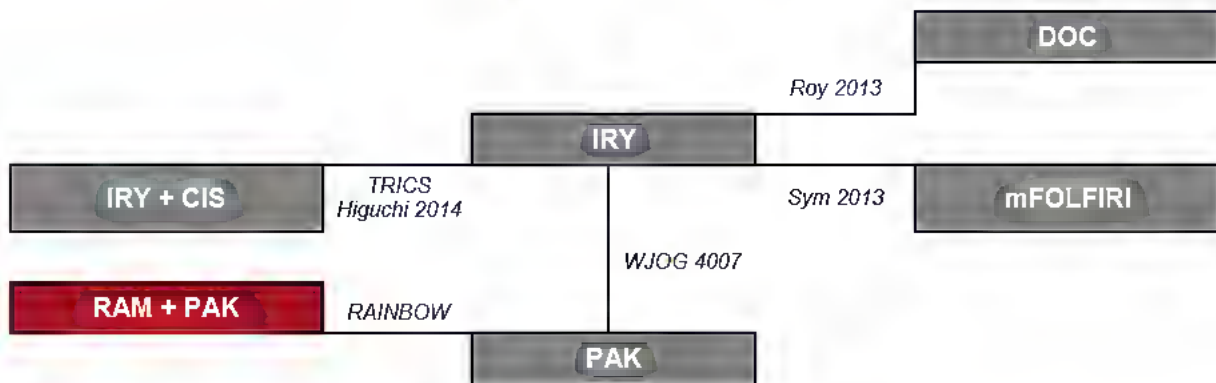 DOC
Roy 2013
IRY
IRY + CIS
TRICS
Higuchi 2014
Sym 2013
mFOLFIRI
WJOG 4007
RAM + PAK
RAINBOW
PAK